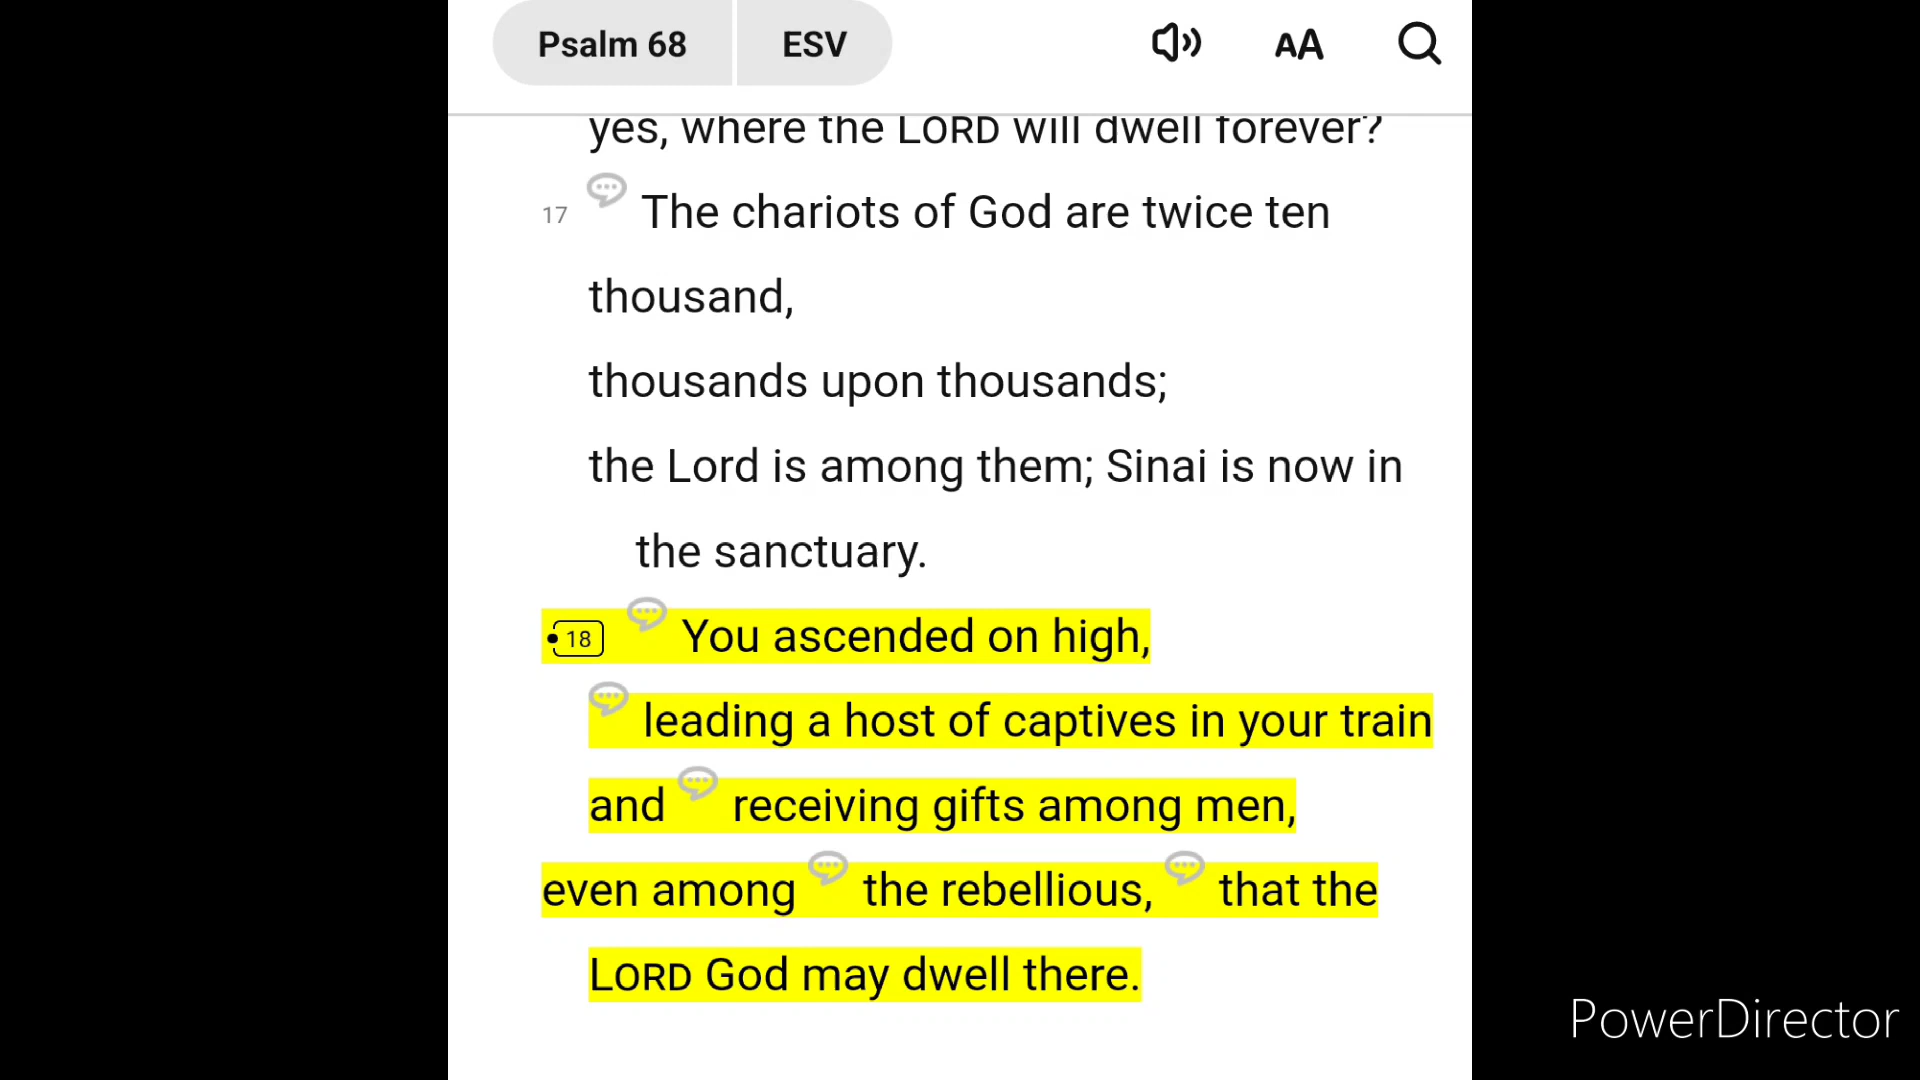 Psalm 68 ESV AA
yes, where the LORD will dwell forever?
17 The chariots of God are twice ten
thousand,
thousands upon thousands;
the Lord is among them; Sinai is now in
the sanctuary.
18 You ascended on high,
leading a host of captives in your train
and receiving gifts among men,
even among the rebellious, that the
LORD God may dwell there.
PowerDirector